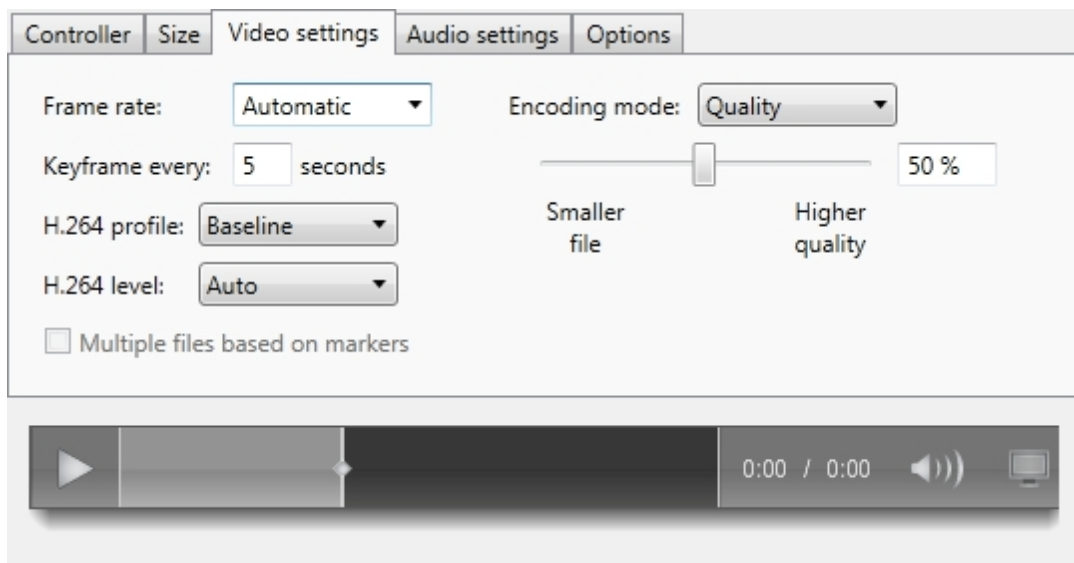 Controller Size Video settings Audio settings Options
Frame rate: Automatic Encoding mode: Quality
Keyframe every: 5 seconds 50 %
H.264 profile: Baseline Smaller file Higher quality
H.264 level: Auto
Multiple files based on markers
0:00 / 0:00